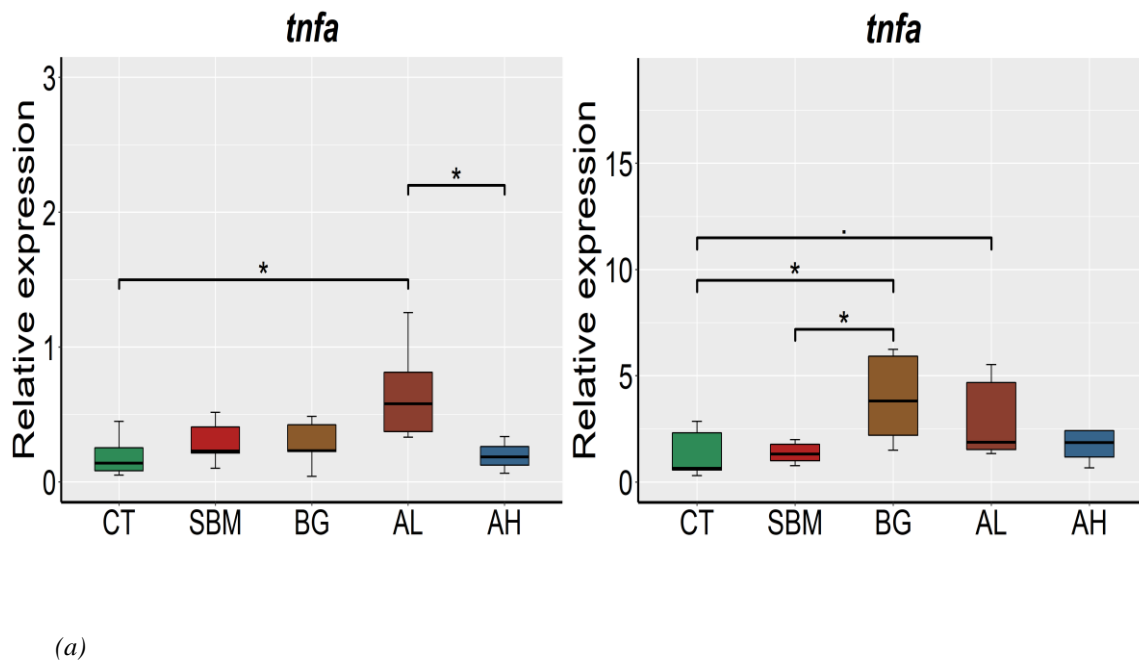 tnfa
Relative expression
3
2
1
0
*
*
CT SBM BG AL AH
tnfa
Relative expression
15
10
5
0
.
*
*
CT SBM BG AL AH
(a)